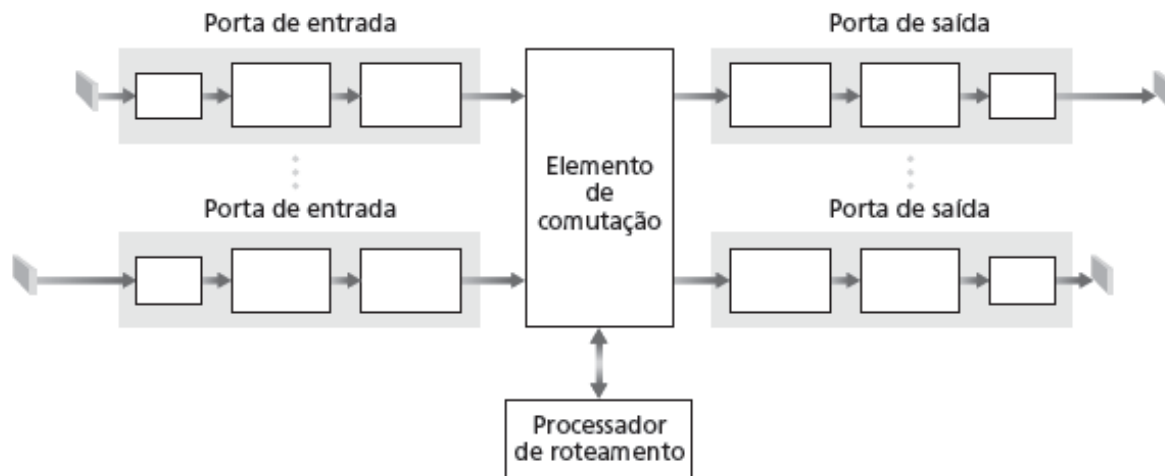 Porta de entrada
Porta de saída
Elemento
de
comutação
Porta de entrada
Porta de saída
Processador
de roteamento